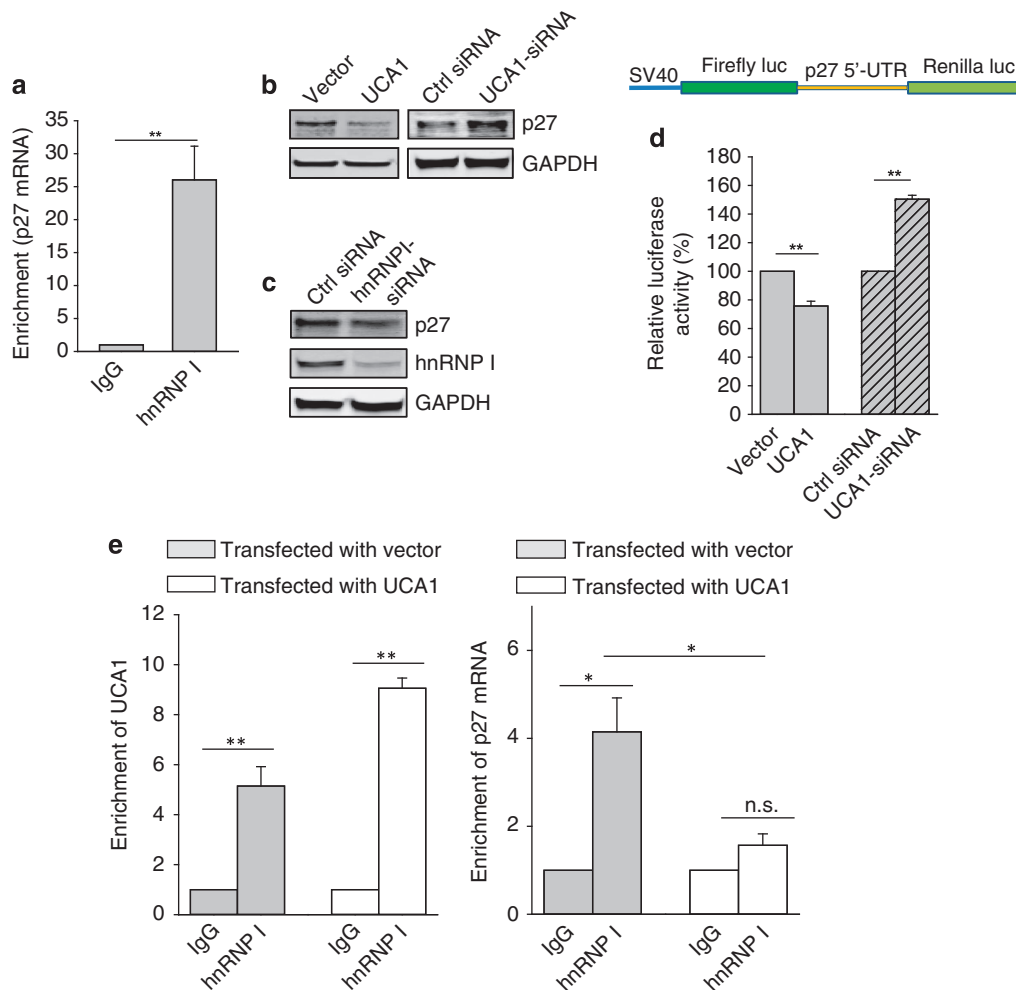 a
Enrichment (p27 mRNA)
35
30
25
20
15
10
5
0
**
IgG
hnRNP I
b
Vector
UCA1
Ctrl siRNA
UCA1-siRNA
p27
GAPDH
c
Ctrl siRNA
hnRNPI-
siRNA
p27
hnRNP I
GAPDH
SV40
Firefly luc
p27 5'-UTR
Renilla luc
d
Relative luciferase
activity (%)
180
160
140
120
100
80
60
40
20
0
**
**
Vector
UCA1
Ctrl siRNA
UCA1-siRNA
e
Transfected with vector
Transfected with UCA1
Enrichment of UCA1
12
10
8
6
4
2
0
**
**
IgG
hnRNP I
IgG
hnRNP I
Transfected with vector
Transfected with UCA1
Enrichment of p27 mRNA
6
4
2
0
*
*
n.s.
IgG
hnRNP I
IgG
hnRNP I